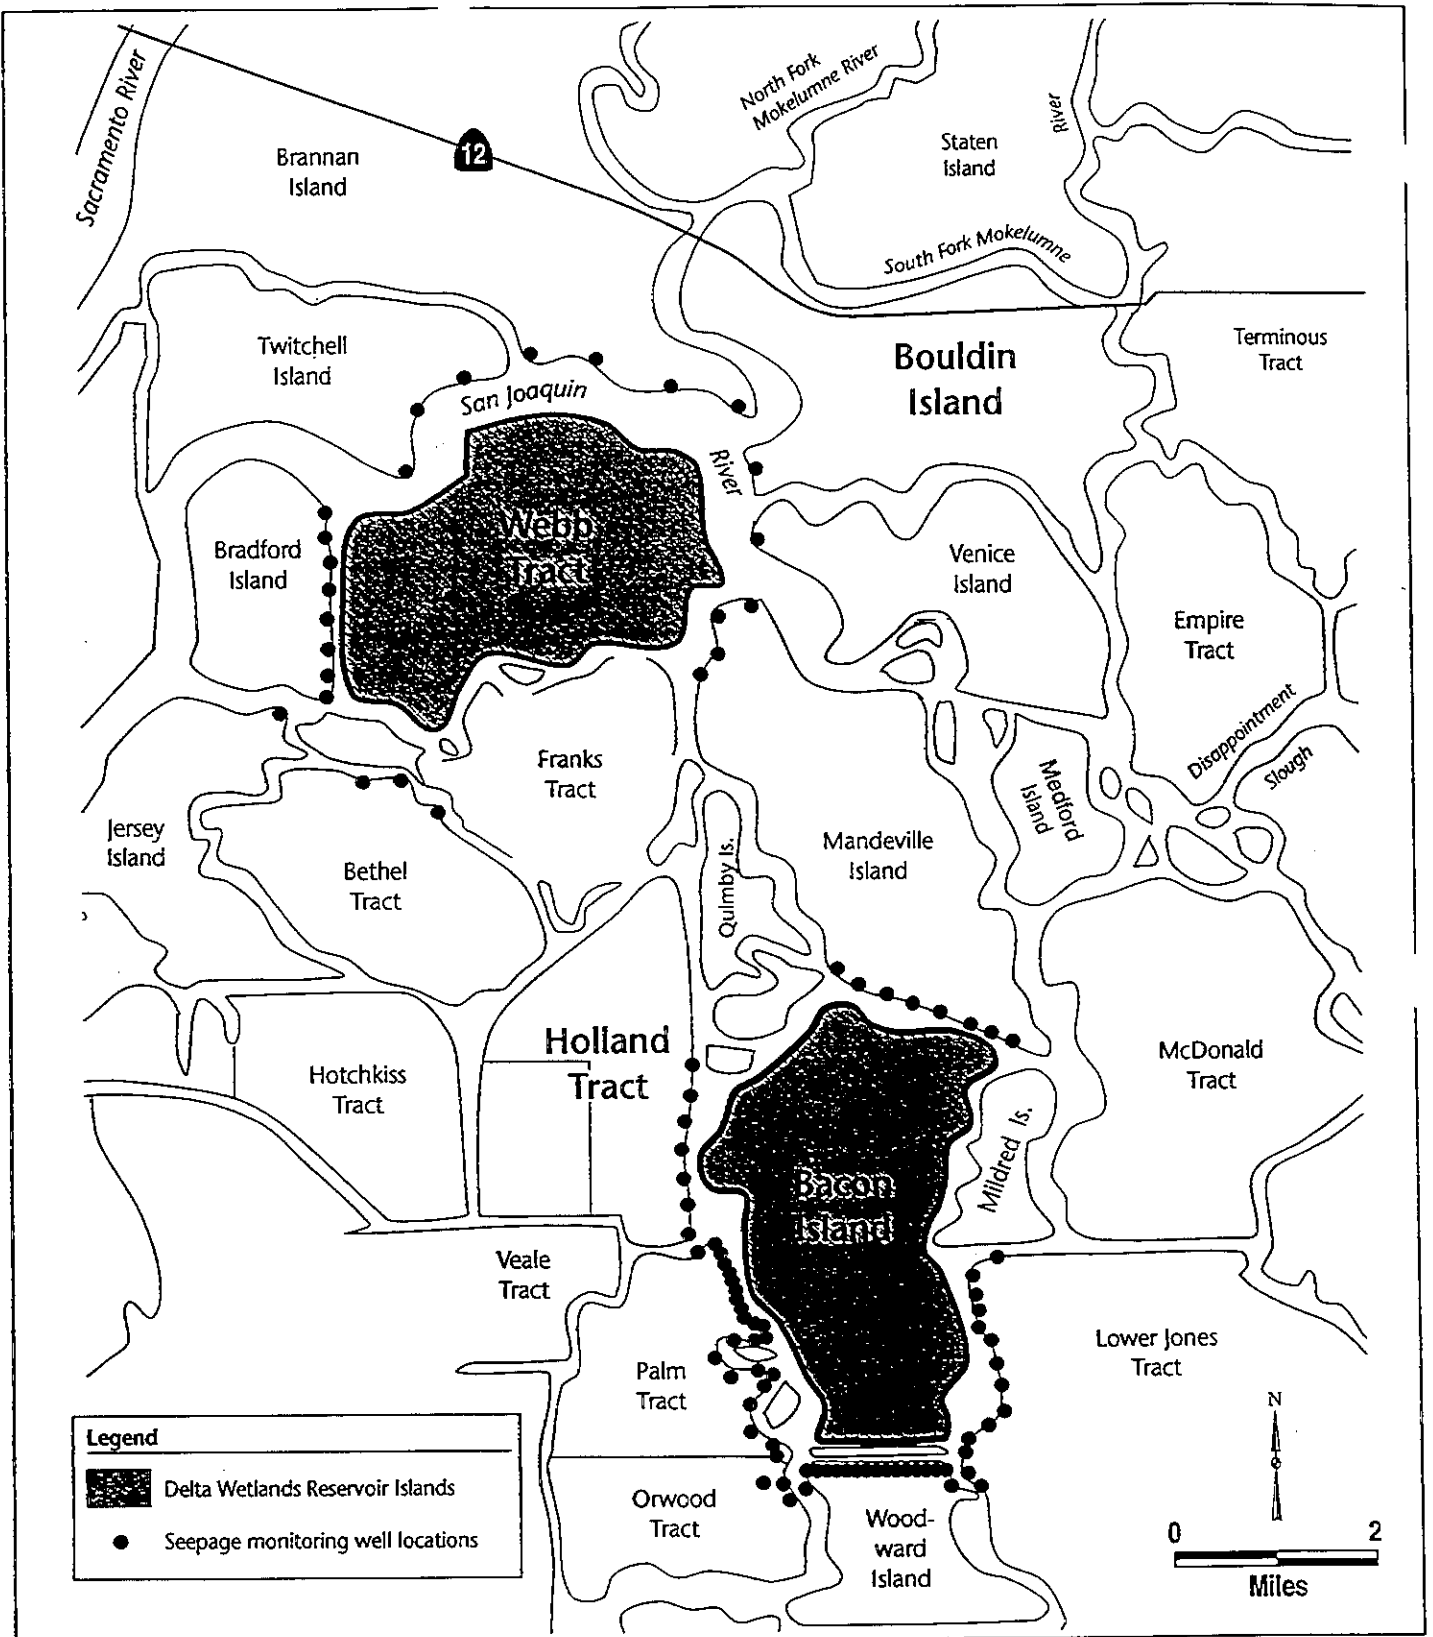 Sacramento River
North Fork
Mokelumne River
River
12
Brannan
Island
Staten
Island
South Fork Mokelumne
Twitchell
Island
San Joaquin
Bouldin
Island
Terminous
Tract
River
Webb
Tract
Bradford
Island
Venice
Island
Empire
Tract
Disappointment
Slough
Franks
Tract
Medford
Island
Jersey
Island
Bethel
Tract
Quimby Is.
Mandeville
Island
Holland
Tract
Hotchkiss
Tract
McDonald
Tract
Mildred Is.
Bacon
Island
Veale
Tract
Palm
Tract
Lower Jones
Tract
N
Legend
Delta Wetlands Reservoir Islands
Seepage monitoring well locations
Orwood
Tract
Wood-
ward
Island
0 2
Miles